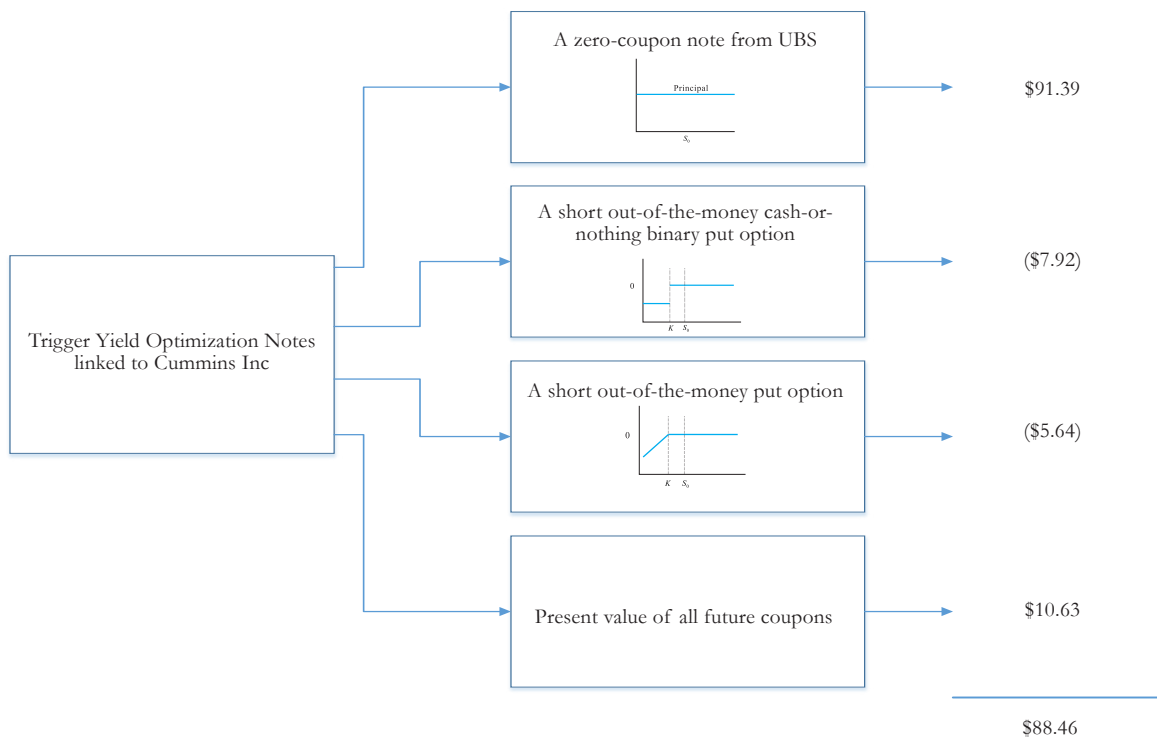 A zero-coupon note from UBS
Principal
S0
$91.39
A short out-of-the-money cash-or-
nothing binary put option
0
K S0
($7.92)
Trigger Yield Optimization Notes
linked to Cummins Inc
A short out-of-the-money put option
0
K S0
($5.64)
Present value of all future coupons
$10.63
$88.46